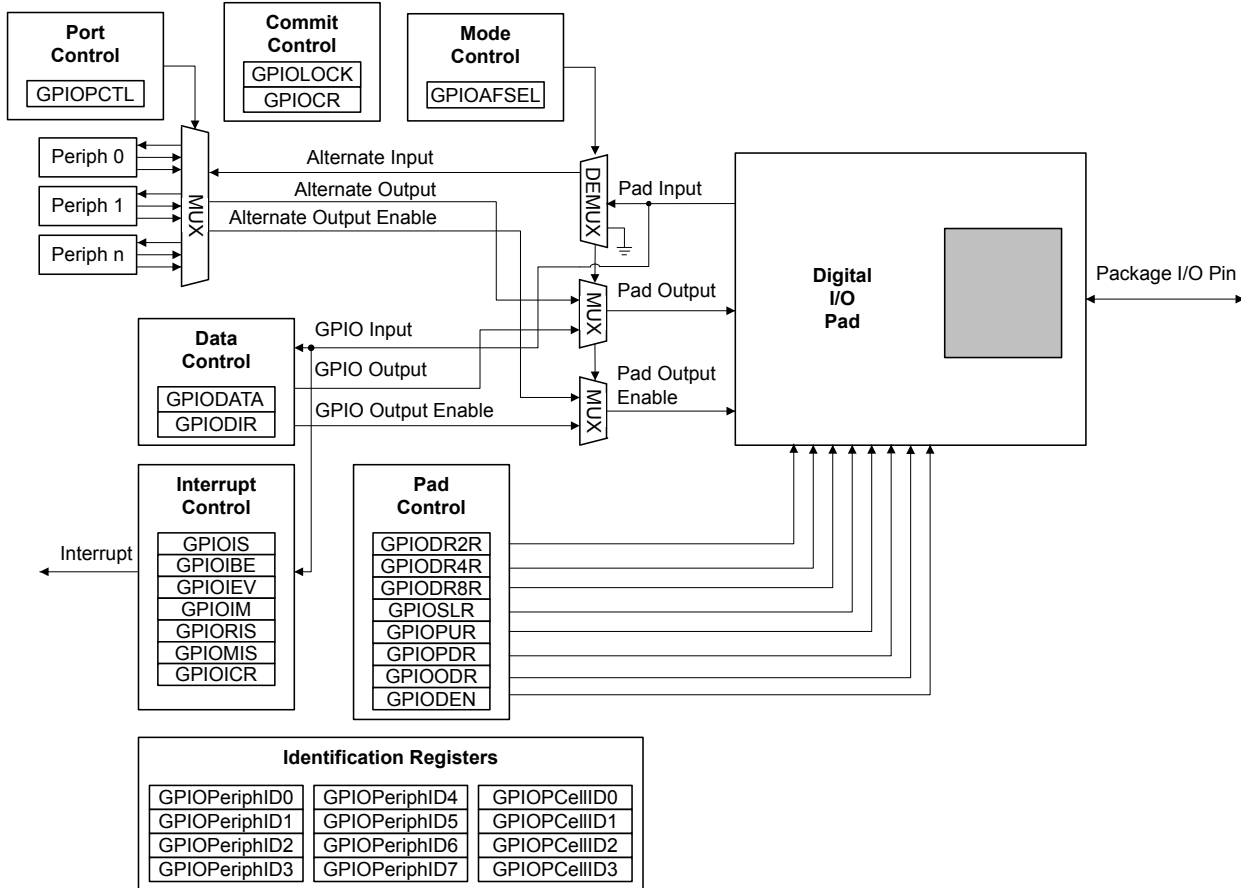 Port
Control
GPIOPCTL
Commit
Control
GPIOLOCK
GPIOCR
Mode
Control
GPIOAFSEL
Periph 0
Periph 1
Periph n
MUX
Alternate Input
Alternate Output
Alternate Output Enable
DEMUX
Pad Input
MUX
Pad Output
MUX
Pad Output
Enable
Digital
I/O
Pad
Package I/O Pin
Data
Control
GPIODATA
GPIODIR
GPIO Input
GPIO Output
GPIO Output Enable
Interrupt
Control
GPIOIS
GPIOIBE
GPIOIEV
GPIOIM
GPIORIS
GPIOMIS
GPIOICR
Interrupt
Pad
Control
GPIODR2R
GPIODR4R
GPIODR8R
GPIOSLR
GPIOPUR
GPIOPDR
GPIOODR
GPIODEN
Identification Registers
GPIOPeriphID0
GPIOPeriphID1
GPIOPeriphID2
GPIOPeriphID3
GPIOPeriphID4
GPIOPeriphID5
GPIOPeriphID6
GPIOPeriphID7
GPIOPCellID0
GPIOPCellID1
GPIOPCellID2
GPIOPCellID3